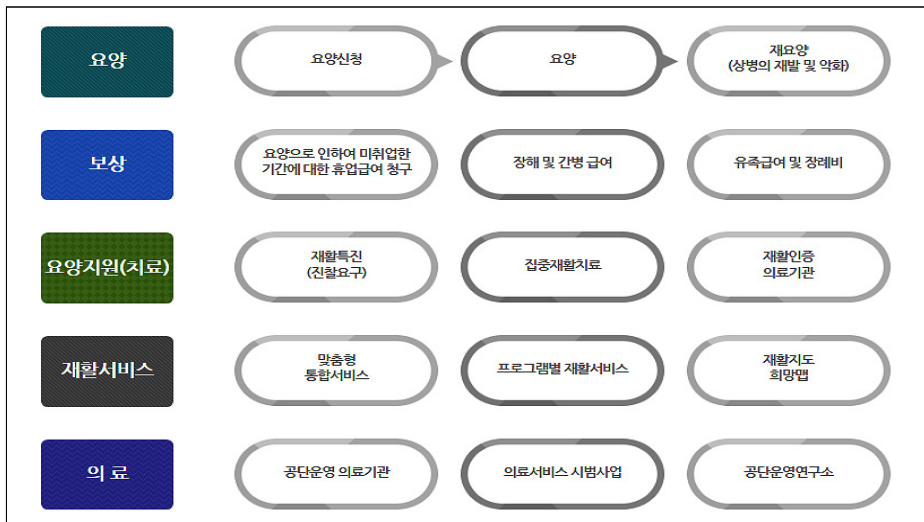 요양
요양신청
요양
재요양
(상병의 재발 및 악화)
보상
요양으로 인하여 미취업한
기간에 대한 휴업급여 청구
장해 및 간병 급여
유족급여 및 장례비
요양지원(치료)
재활특진
(진찰요구)
집중재활치료
재활인증
의료기관
재활서비스
맞춤형
통합서비스
프로그램별 재활서비스
재활지도
희망맵
의 료
공단운영 의료기관
의료서비스 시범사업
공단운영연구소